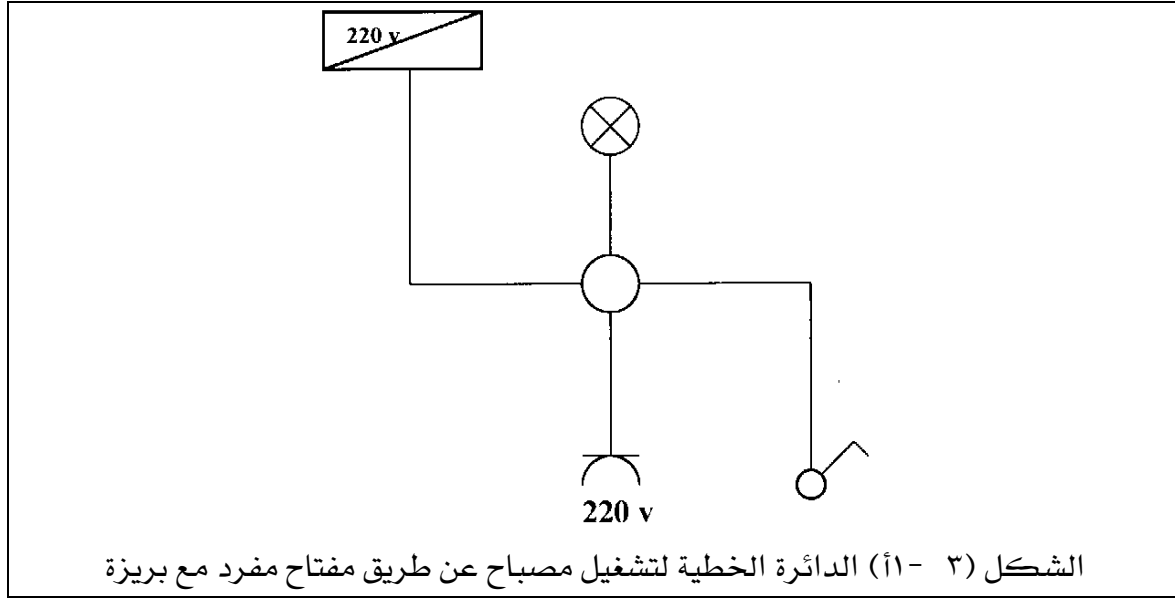 220 v
220 v
الشكل (٣ -١أ) الدائرة الخطية لتشغيل مصباح عن طريق مفتاح مفرد مع بريزة